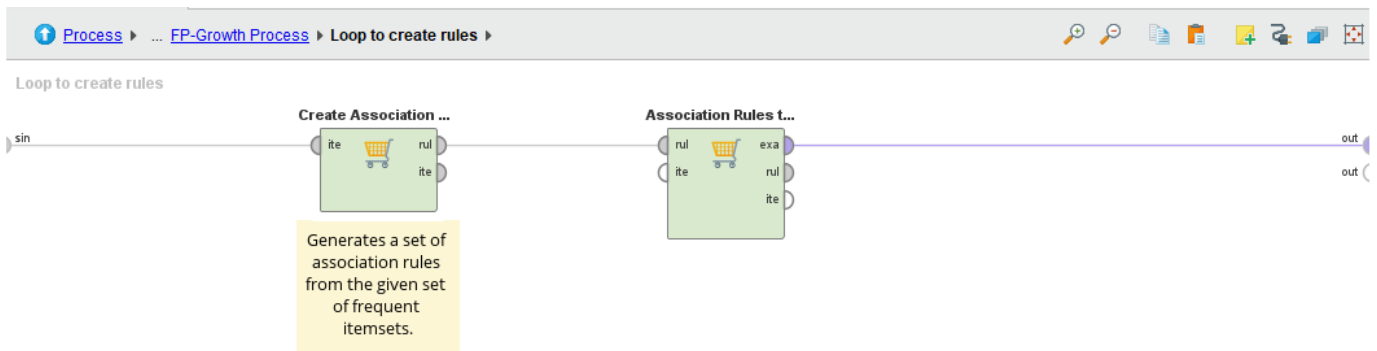 Process ... FP-Growth Process Loop to create rules
Loop to create rules
Create Association ...
Association Rules t...
sin
ite rul
ite
rul exa
ite rul
ite
out
out
Generates a set of
association rules
from the given set
of frequent
itemsets.